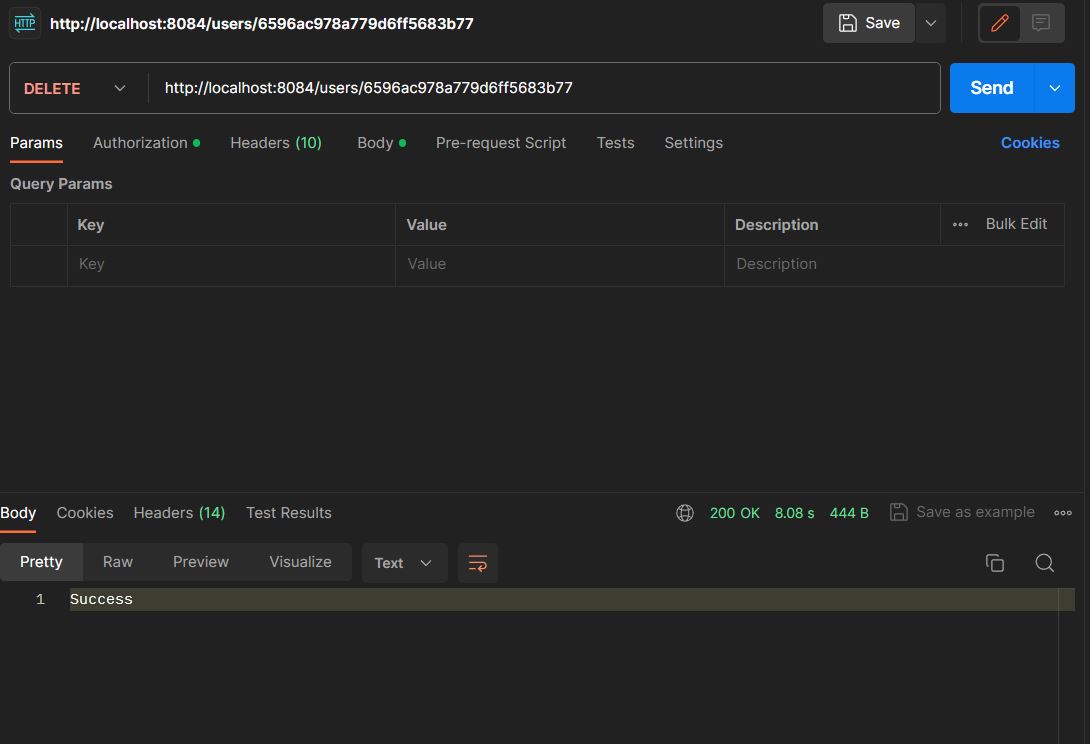 HTTP http://localhost:8084/users/6596ac978a779d6ff5683b77 Save
DELETE http://localhost:8084/users/6596ac978a779d6ff5683b77 Send
Params Authorization Headers (10) Body Pre-request Script Tests Settings Cookies
Query Params
Key Value Description Bulk Edit
Key Value Description
Body Cookies Headers (14) Test Results 200 OK 8.08 s 444 B Save as example
Pretty Raw Preview Visualize Text
1 Success